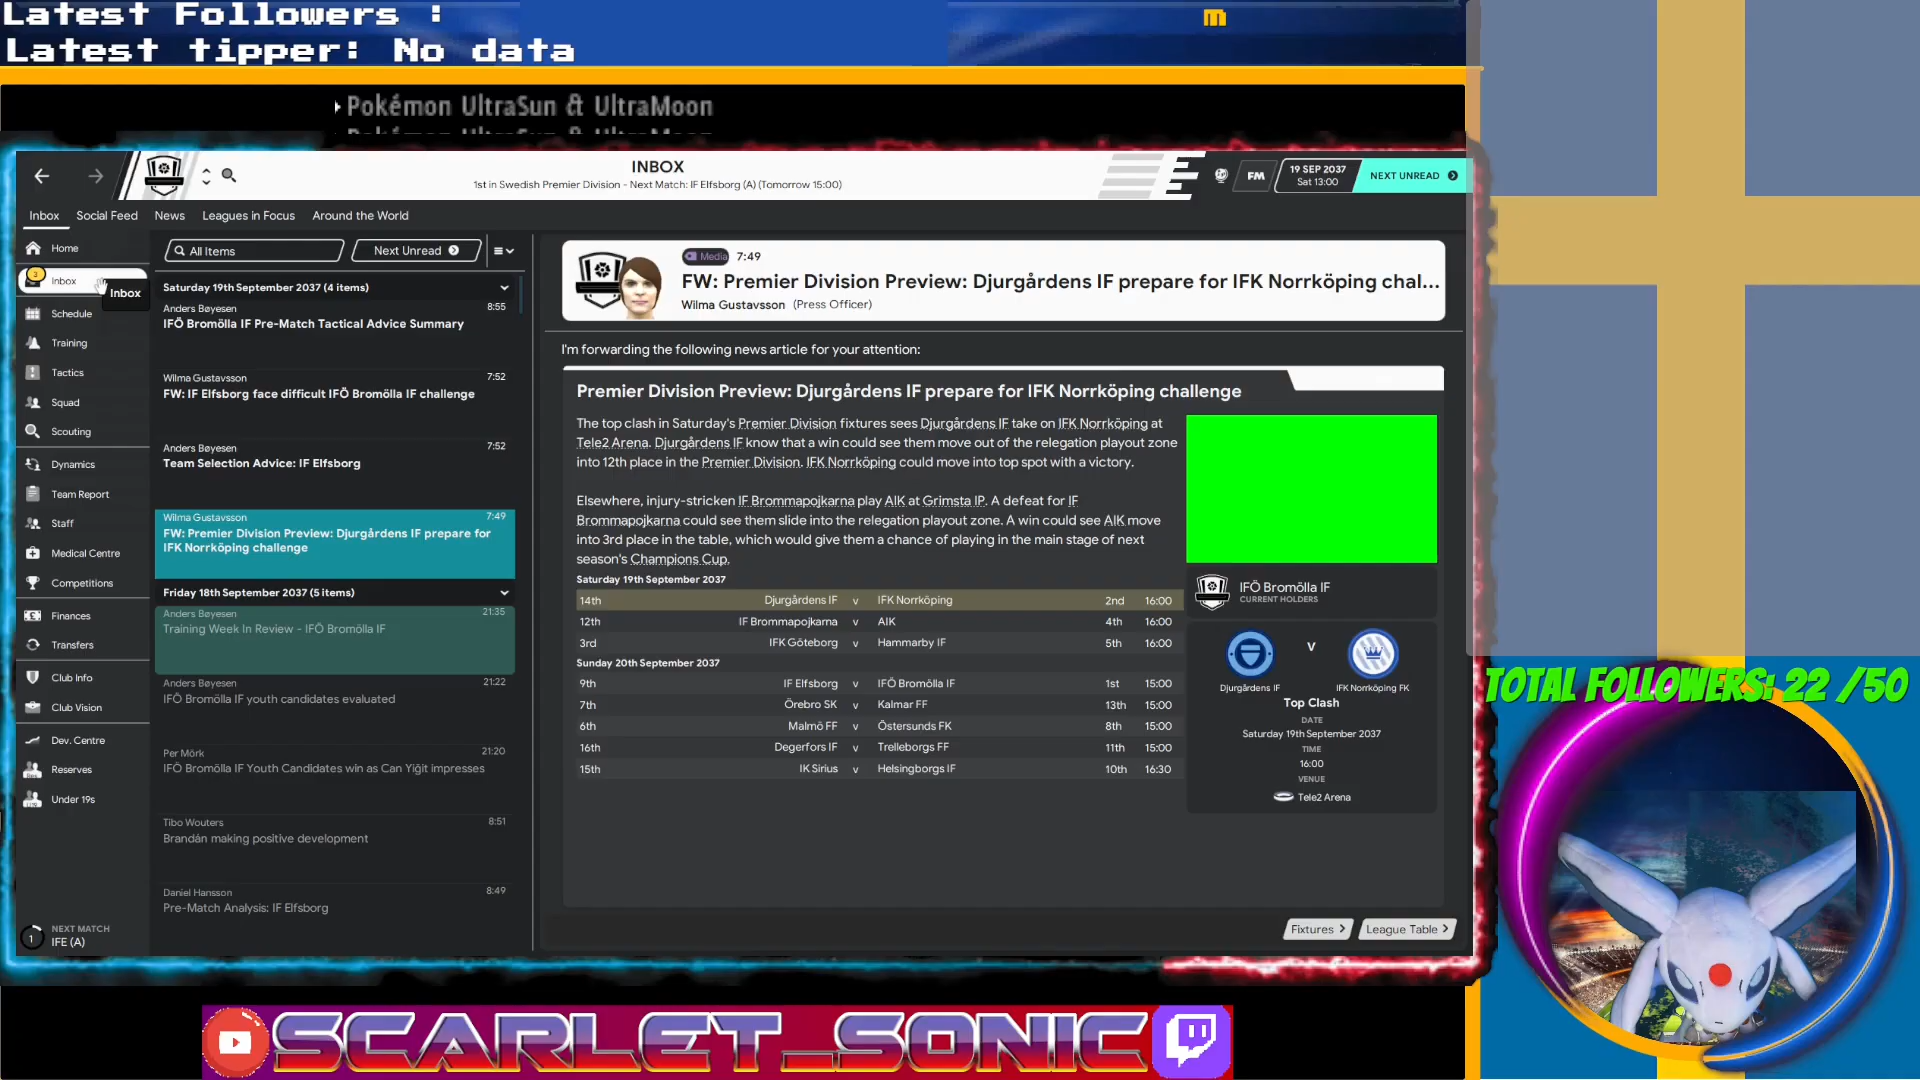 Latest Followers :
Latest tipper: No data
Pokémon UltraSun & UltraMoon
INBOX
1st in Swedish Premier Division - Next Match: IF Elfsborg (A) (Tomorrow 15:00)
FM
19 SEP 2037
Sat 13:00
NEXT UNREAD
Inbox
Social Feed
News
Leagues in Focus
Around the World
Home
3
Inbox
Inbox
Schedule
Training
Tactics
Squad
Scouting
Dynamics
Team Report
Staff
Medical Centre
Competitions
Finances
Transfers
Club Info
Club Vision
Dev. Centre
Reserves
Under 19s
1
NEXT MATCH
IFE (A)
All Items
Next Unread
Saturday 19th September 2037 (4 items)
Anders Bøyesen 8:55
IFÖ Bromölla IF Pre-Match Tactical Advice Summary
Wilma Gustavsson 7:52
FW: IF Elfsborg face difficult IFÖ Bromölla IF challenge
Anders Bøyesen 7:52
Team Selection Advice: IF Elfsborg
Wilma Gustavsson 7:49
FW: Premier Division Preview: Djurgårdens IF prepare for
IFK Norrköping challenge
Friday 18th September 2037 (5 items)
Anders Bøyesen 21:35
Training Week In Review - IFÖ Bromölla IF
Anders Bøyesen 21:22
IFÖ Bromölla IF youth candidates evaluated
Per Mörk 21:20
IFÖ Bromölla IF Youth Candidates win as Can Yiğit impresses
Tibo Wouters 8:51
Brandán making positive development
Daniel Hansson 8:49
Pre-Match Analysis: IF Elfsborg
Media 7:49
FW: Premier Division Preview: Djurgårdens IF prepare for IFK Norrköping chal...
Wilma Gustavsson (Press Officer)
I'm forwarding the following news article for your attention:
Premier Division Preview: Djurgårdens IF prepare for IFK Norrköping challenge
The top clash in Saturday's Premier Division fixtures sees Djurgårdens IF take on IFK Norrköping at
Tele2 Arena. Djurgårdens IF know that a win could see them move out of the relegation playout zone
into 12th place in the Premier Division. IFK Norrköping could move into top spot with a victory.
Elsewhere, injury-stricken IF Brommapojkarna play AIK at Grimsta IP. A defeat for IF
Brommapojkarna could see them slide into the relegation playout zone. A win could see AIK move
into 3rd place in the table, which would give them a chance of playing in the main stage of next
season's Champions Cup.
Saturday 19th September 2037
14th Djurgårdens IF v IFK Norrköping 2nd 16:00
12th IF Brommapojkarna v AIK 4th 16:00
3rd IFK Göteborg v Hammarby IF 5th 16:00
Sunday 20th September 2037
9th IF Elfsborg v IFÖ Bromölla IF 1st 15:00
7th Örebro SK v Kalmar FF 13th 15:00
6th Malmö FF v Östersunds FK 8th 15:00
16th Degerfors IF v Trelleborgs FF 11th 15:00
15th IK Sirius v Helsingborgs IF 10th 16:30
IFÖ Bromölla IF
CURRENT HOLDERS
V
Djurgårdens IF
IFK Norrköping FK
Top Clash
DATE
Saturday 19th September 2037
TIME
16:00
VENUE
Tele2 Arena
Fixtures
League Table
TOTAL FOLLOWERS: 22 /50
SCARLET_SONIC